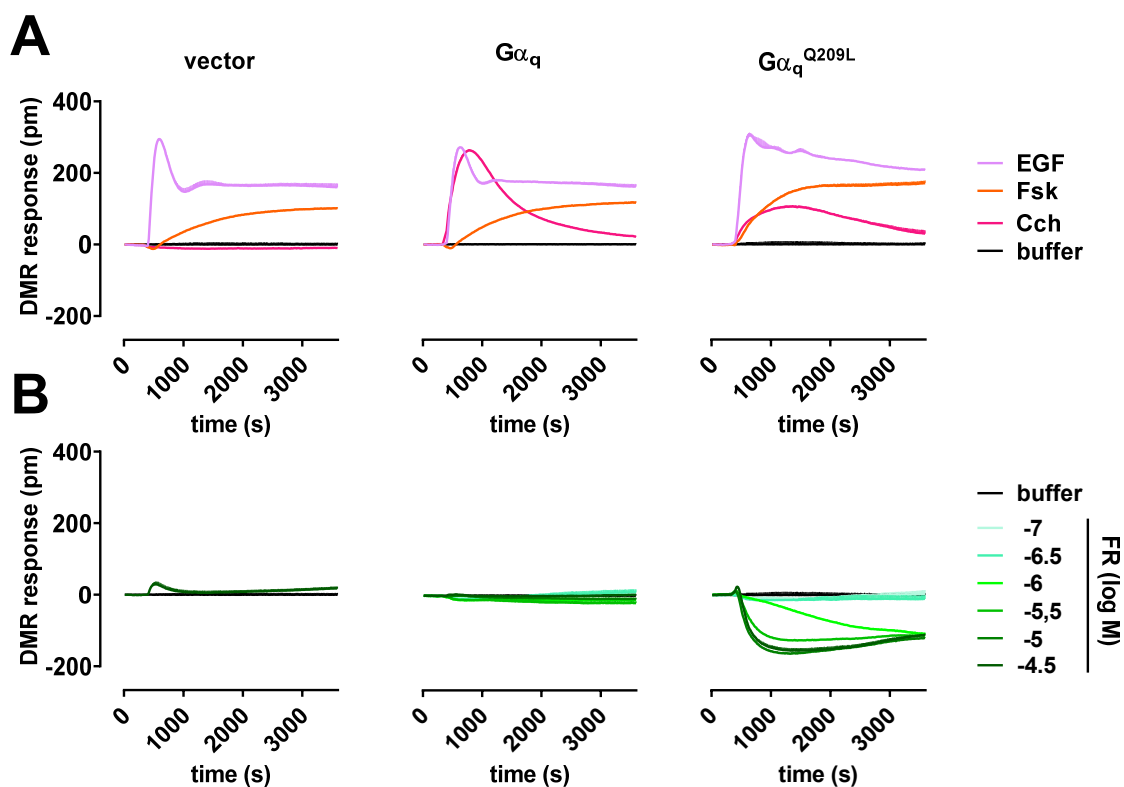 A
vector
Gαq
GαqQ209L
DMR response (pm)
400
200
0
-200
0
1000
2000
3000
time (s)
0
1000
2000
3000
time (s)
0
1000
2000
3000
time (s)
EGF
Fsk
Cch
buffer
B
DMR response (pm)
400
200
0
-200
0
1000
2000
3000
time (s)
0
1000
2000
3000
time (s)
0
1000
2000
3000
time (s)
buffer
-7
-6.5
-6
-5,5
-5
-4.5
FR (log M)